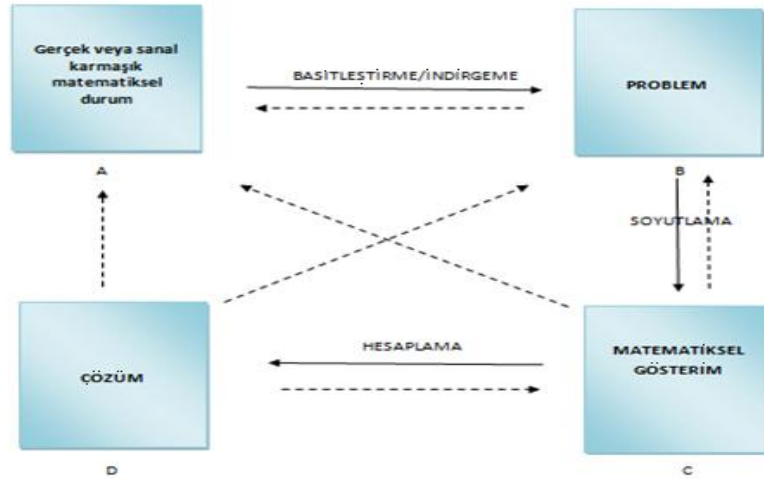 Gerçek veya sanal
karmaşık
matematiksel
durum
BASİTLEŞTİRME/İNDİRGEME
PROBLEM
A
B
SOYUTLAMA
HESAPLAMA
ÇÖZÜM
MATEMATİKSEL
GÖSTERİM
D
C